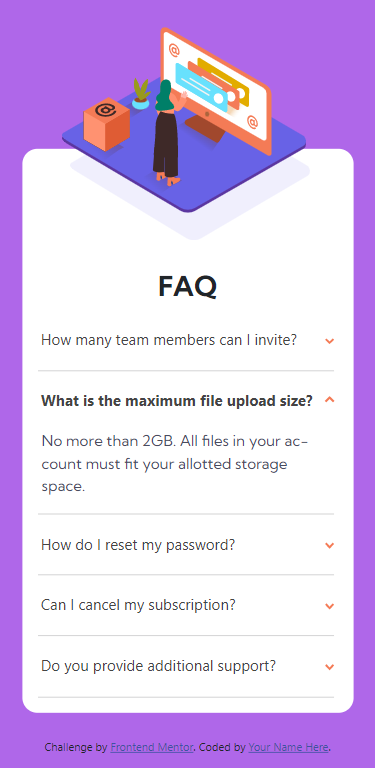 FAQ
How many team members can I invite?
What is the maximum file upload size?
No more than 2GB. All files in your ac-
count must fit your allotted storage
space.
How do I reset my password?
Can I cancel my subscription?
Do you provide additional support?
Challenge by Frontend Mentor. Coded by Your Name Here.